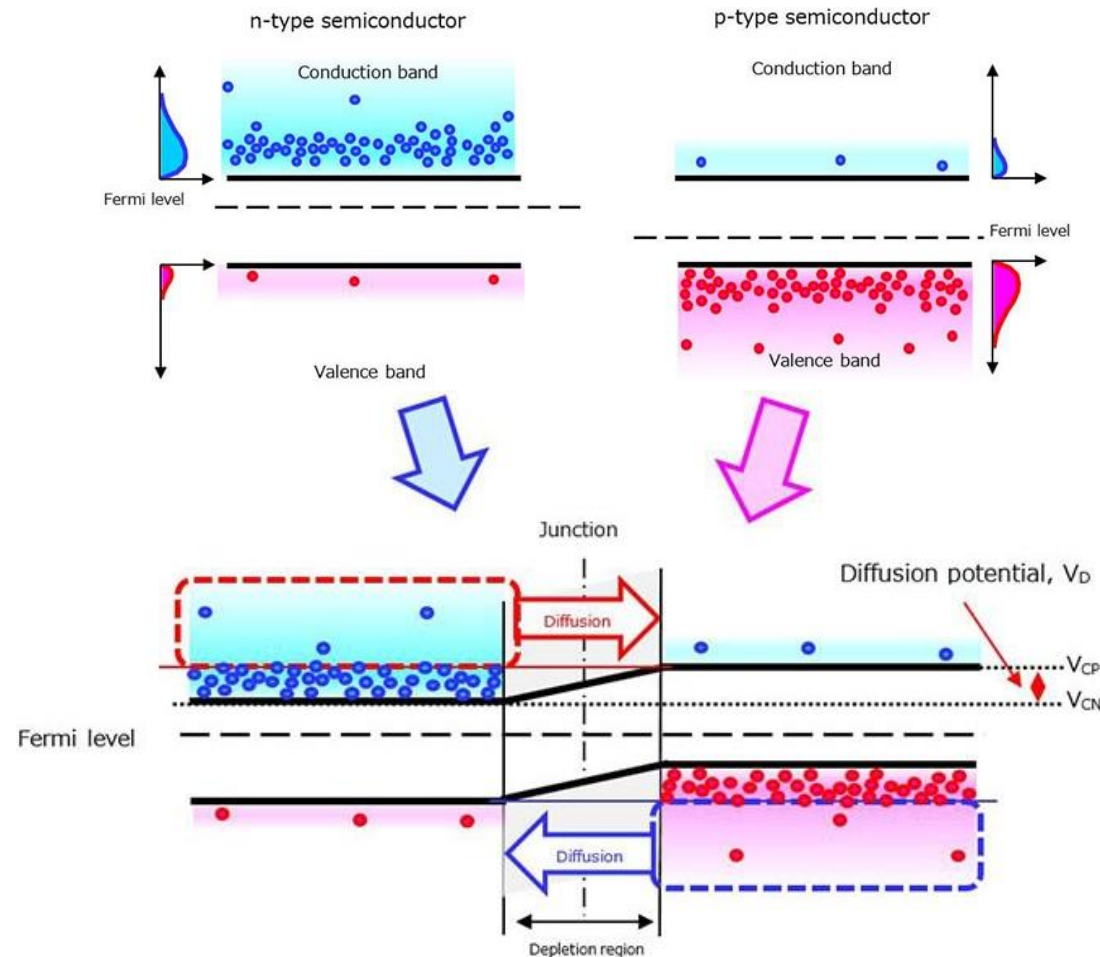 n-type semiconductor
p-type semiconductor
Conduction band
Conduction band
Fermi level
Fermi level
Valence band
Valence band
Junction
Diffusion potential, VD
Diffusion
VCP
VCN
Fermi level
Diffusion
Depletion region